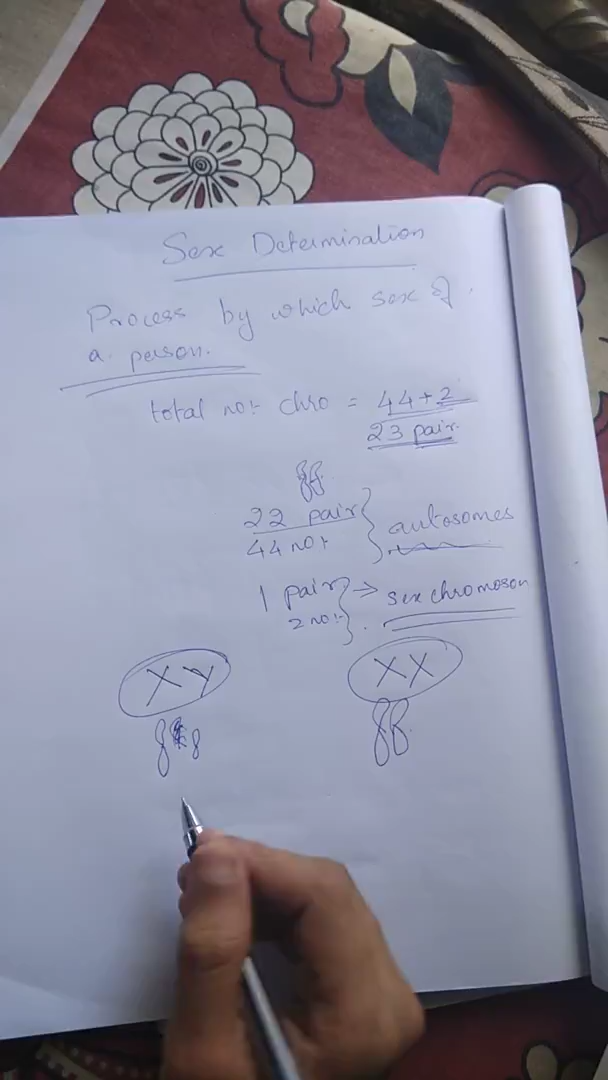 Sex Determination
Process by which sex of
a person.
total no:- chro = 44+2
23 pair.
22 pair
44 no:
autosomes
1 pair → sex chromoson
2 no:-
XY XX